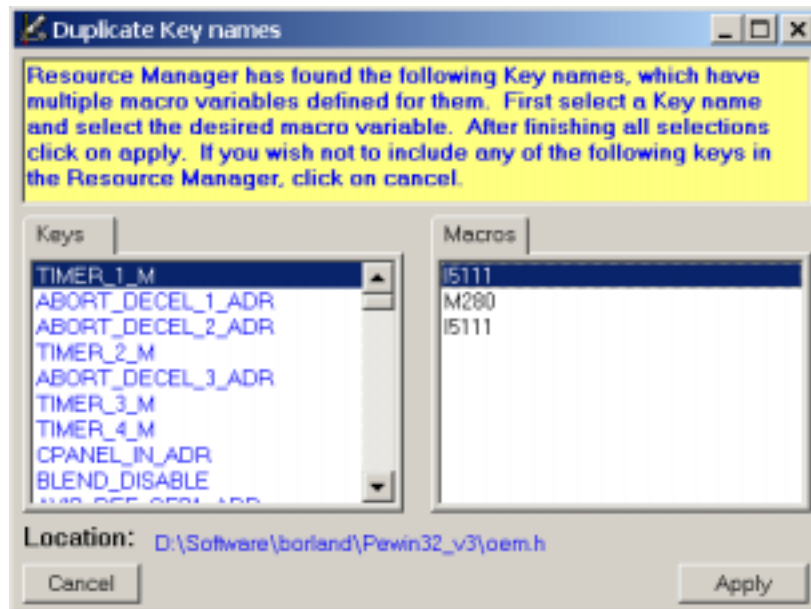 Duplicate Key names
Resource Manager has found the following Key names, which have
multiple macro variables defined for them. First select a Key name
and select the desired macro variable. After finishing all selections
click on apply. If you wish not to include any of the following keys in
the Resource Manager, click on cancel.
Keys
TIMER_1_M
ABORT_DECEL_1_ADR
ABORT_DECEL_2_ADR
TIMER_2_M
ABORT_DECEL_3_ADR
TIMER_3_M
TIMER_4_M
CPANEL_IN_ADR
BLEND_DISABLE
Macros
I5111
M280
I5111
Location: D:\Software\borland\Pewin32_v3\oem.h
Cancel
Apply